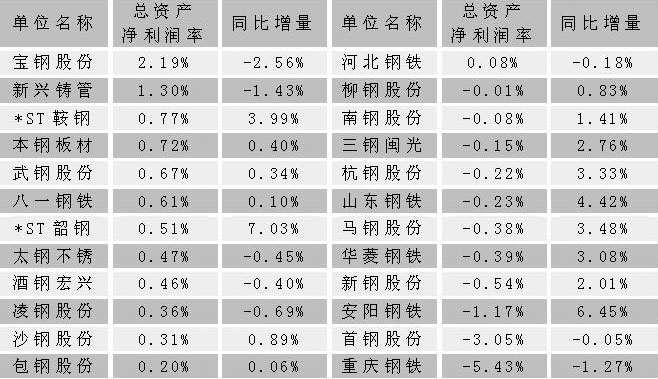 单位名称 总资产净利润率 同比增量 单位名称 总资产净利润率 同比增量
宝钢股份 2.19% -2.56% 河北钢铁 0.08% -0.18%
新兴铸管 1.30% -1.43% 柳钢股份 -0.01% 0.83%
*ST鞍钢 0.77% 3.99% 南钢股份 -0.08% 1.41%
本钢板材 0.72% 0.40% 三钢闽光 -0.15% 2.76%
武钢股份 0.67% 0.34% 杭钢股份 -0.22% 3.33%
八一钢铁 0.61% 0.10% 山东钢铁 -0.23% 4.42%
*ST韶钢 0.51% 7.03% 马钢股份 -0.38% 3.48%
太钢不锈 0.47% -0.45% 华菱钢铁 -0.39% 3.08%
酒钢宏兴 0.46% -0.40% 新钢股份 -0.54% 2.01%
凌钢股份 0.36% -0.69% 安阳钢铁 -1.17% 6.45%
沙钢股份 0.31% 0.89% 首钢股份 -3.05% -0.05%
包钢股份 0.20% 0.06% 重庆钢铁 -5.43% -1.27%